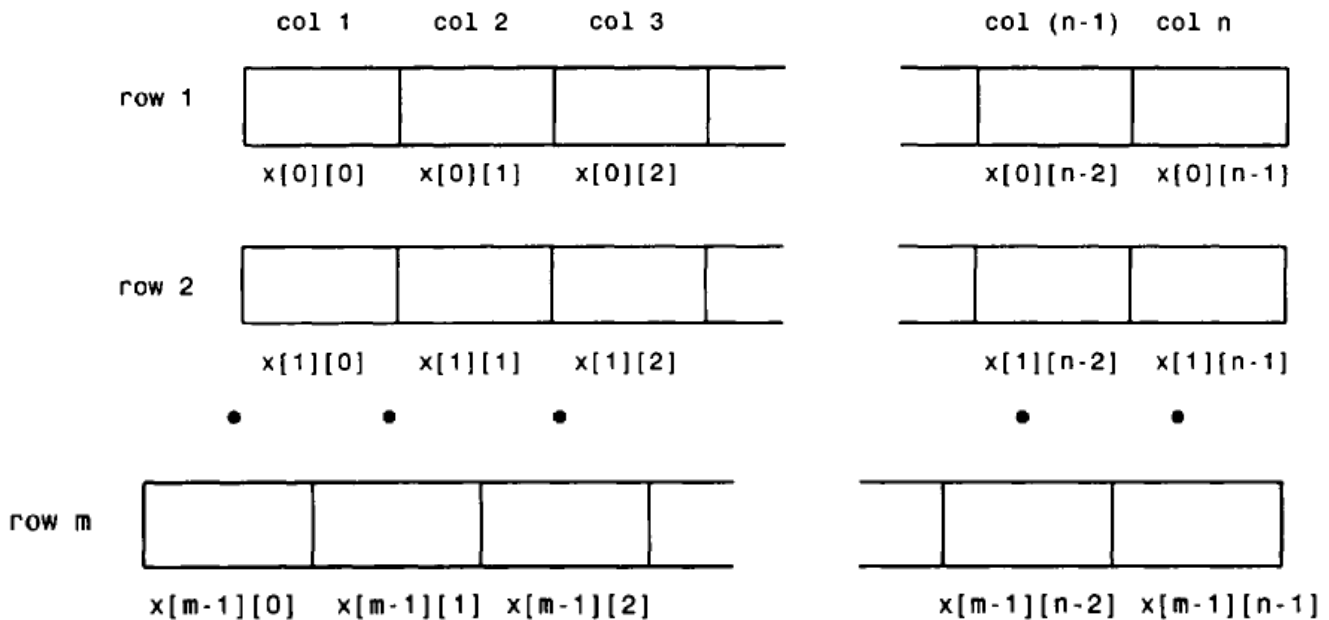 col 1 col 2 col 3 col (n-1) col n
row 1
x[0][0] x[0][1] x[0][2] x[0][n-2] x[0][n-1]
row 2
x[1][0] x[1][1] x[1][2] x[1][n-2] x[1][n-1]
row m
x[m-1][0] x[m-1][1] x[m-1][2] x[m-1][n-2] x[m-1][n-1]